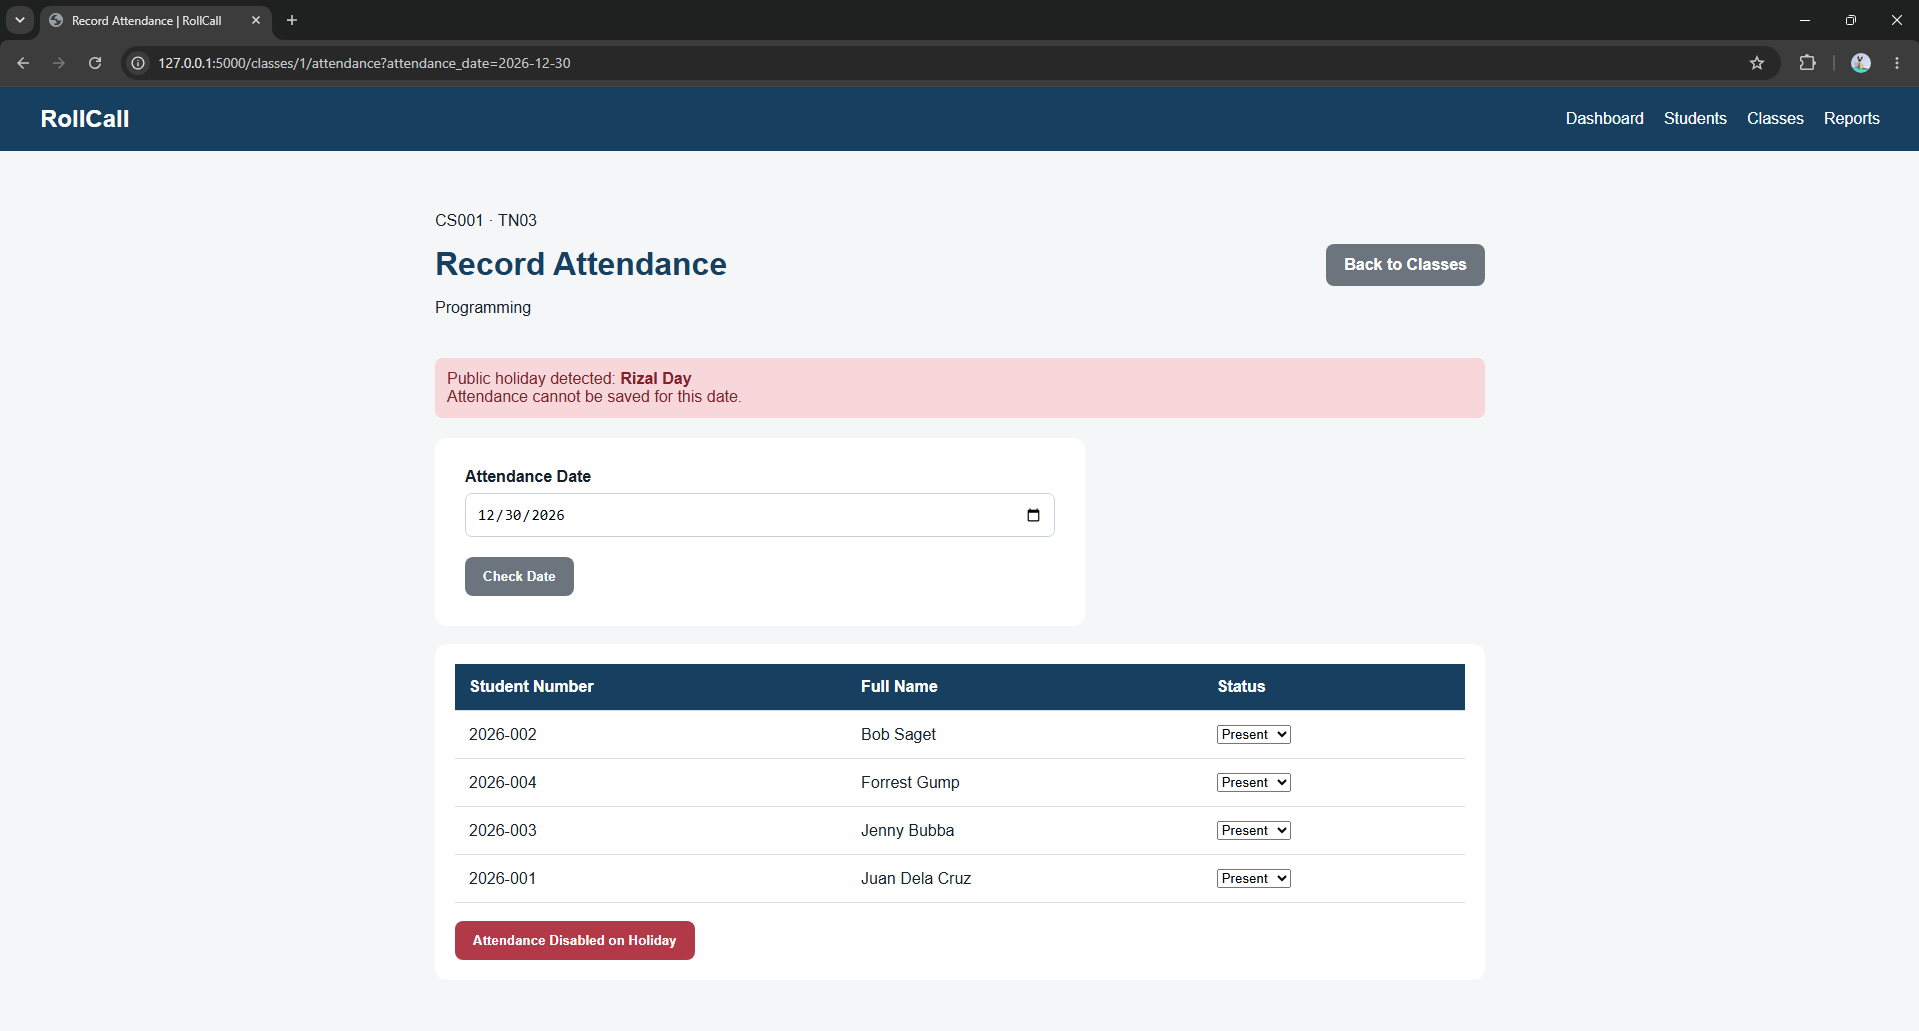 Record Attendance | RollCall
127.0.0.1:5000/classes/1/attendance?attendance_date=2026-12-30
RollCall
Dashboard Students Classes Reports
CS001 · TN03
Record Attendance
Back to Classes
Programming
Public holiday detected: Rizal Day
Attendance cannot be saved for this date.
Attendance Date
12/30/2026
Check Date
Student Number Full Name Status
2026-002 Bob Saget Present
2026-004 Forrest Gump Present
2026-003 Jenny Bubba Present
2026-001 Juan Dela Cruz Present
Attendance Disabled on Holiday